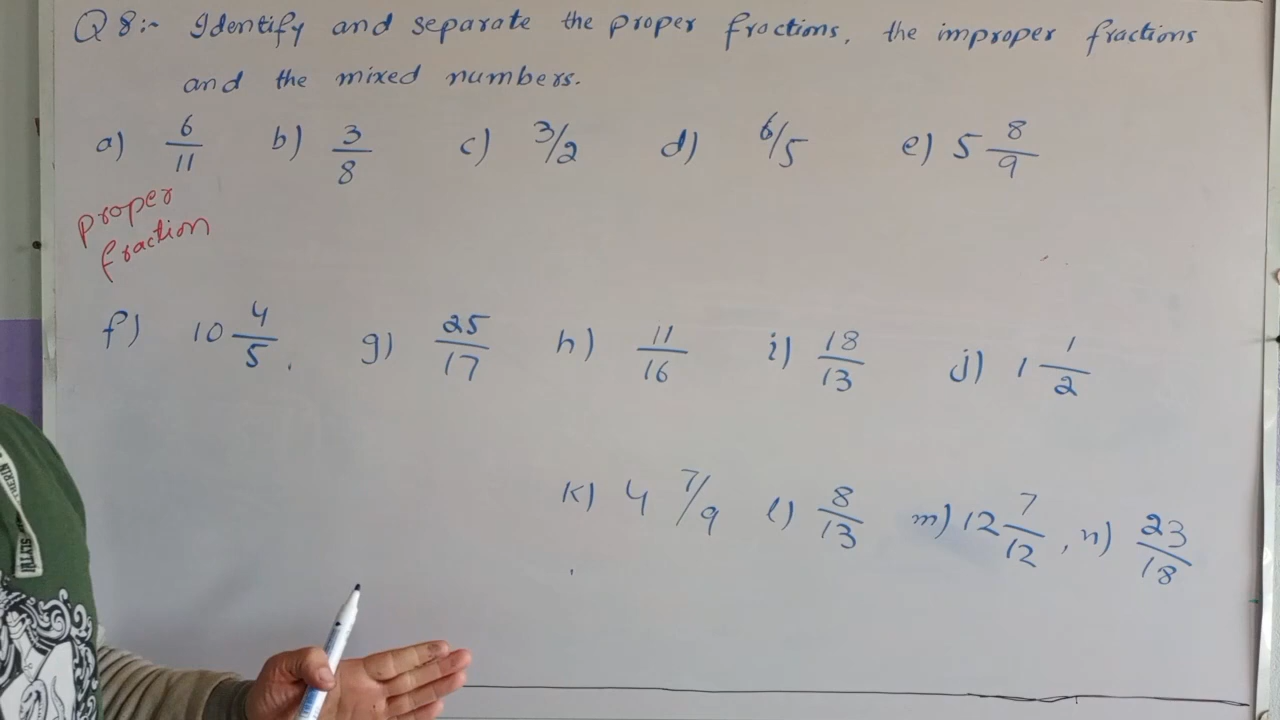 Q 8:- Identify and separate the proper fractions, the improper fractions
and the mixed numbers.
a) 6/11 b) 3/8 c) 3/2 d) 6/5 e) 5 8/9
proper
fraction
f) 10 4/5. g) 25/17 h) 11/16 i) 18/13 j) 1 1/2
k) 4 7/9 l) 8/13 m) 12 7/12, n) 23/18